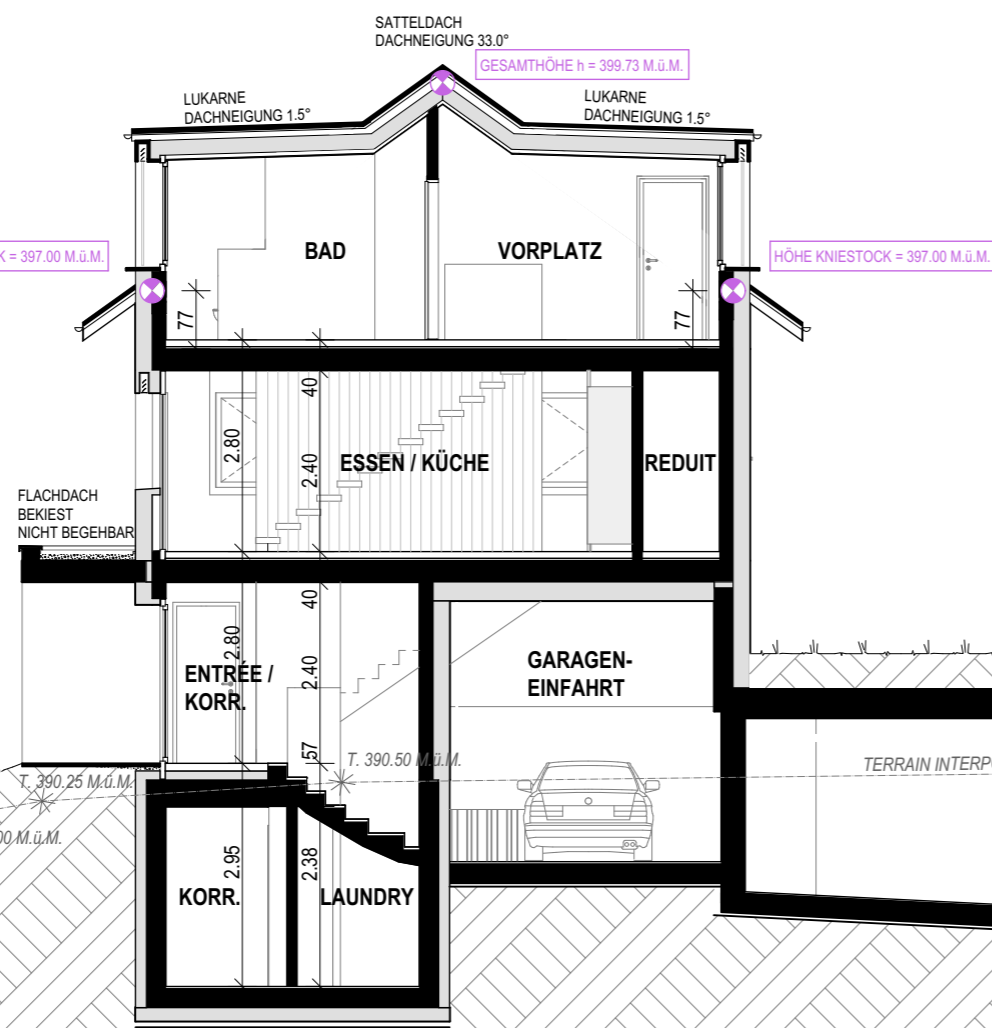 SATTELDACH
DACHNEIGUNG 33.0°
GESAMTHÖHE h = 399.73 M.ü.M.
LUKARNE
DACHNEIGUNG 1.5°
LUKARNE
DACHNEIGUNG 1.5°
BAD
VORPLATZ
K = 397.00 M.ü.M.
HÖHE KNIESTOCK = 397.00 M.ü.M.
77
77
40
2.80
2.40
ESSEN / KÜCHE
REDUIT
FLACHDACH
BEKIEST
NICHT BEGEHBAR
40
2.80
2.40
ENTRÉE /
KORR.
GARAGEN-
EINFAHRT
57
T. 390.50 M.ü.M.
T. 390.25 M.ü.M.
TERRAIN INTERP
00 M.ü.M.
2.95
2.38
KORR.
LAUNDRY